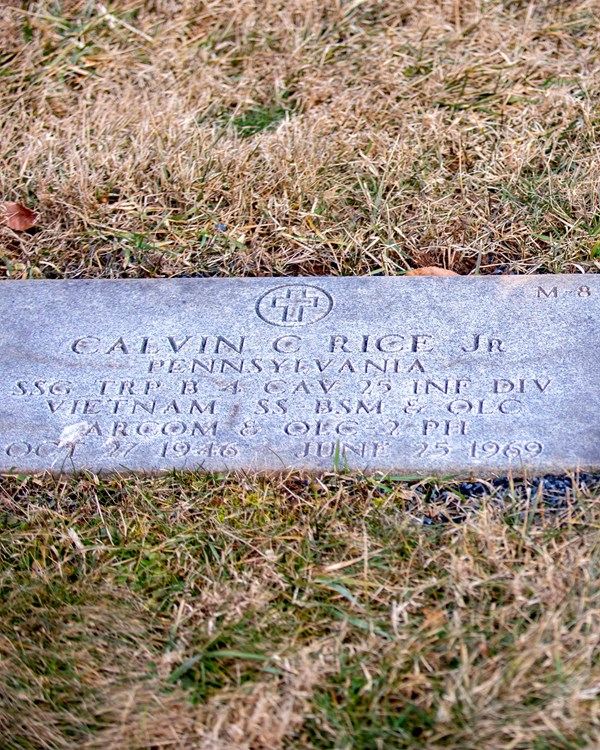 M-8
CALVIN C RICE JR
PENNSYLVANIA
SSG TRP B 4 CAV 25 INF DIV
VIETNAM SS-BSM & OLC
ARCOM & OLC-2 PH
OCT 27 1946 JUNE 25 1969